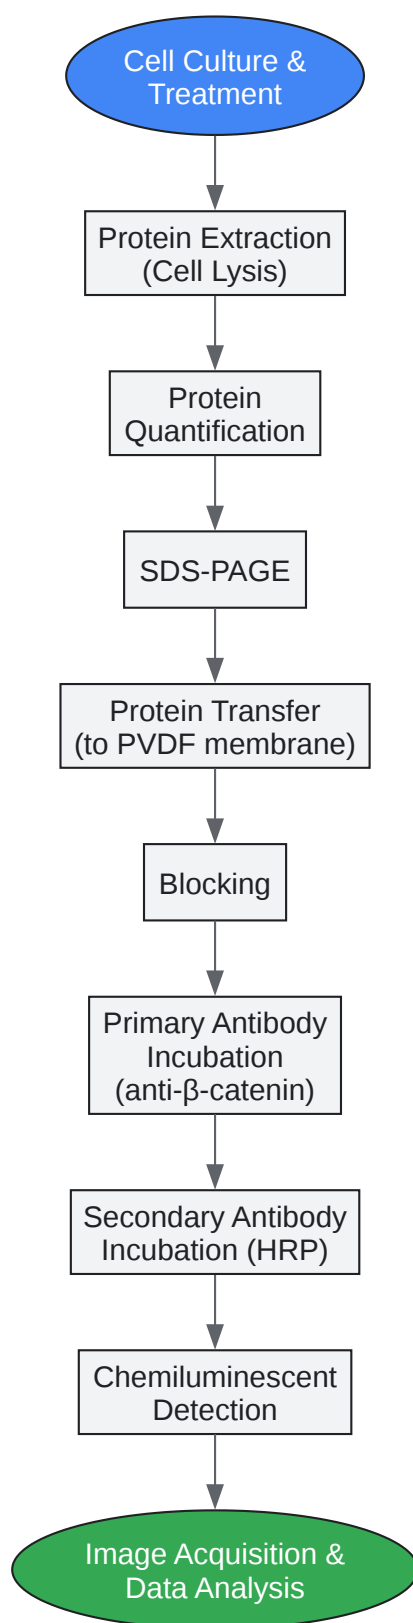 Cell Culture &
Treatment
Protein Extraction
(Cell Lysis)
Protein
Quantification
SDS-PAGE
Protein Transfer
(to PVDF membrane)
Blocking
Primary Antibody
Incubation
(anti-β-catenin)
Secondary Antibody
Incubation (HRP)
Chemiluminescent
Detection
Image Acquisition &
Data Analysis